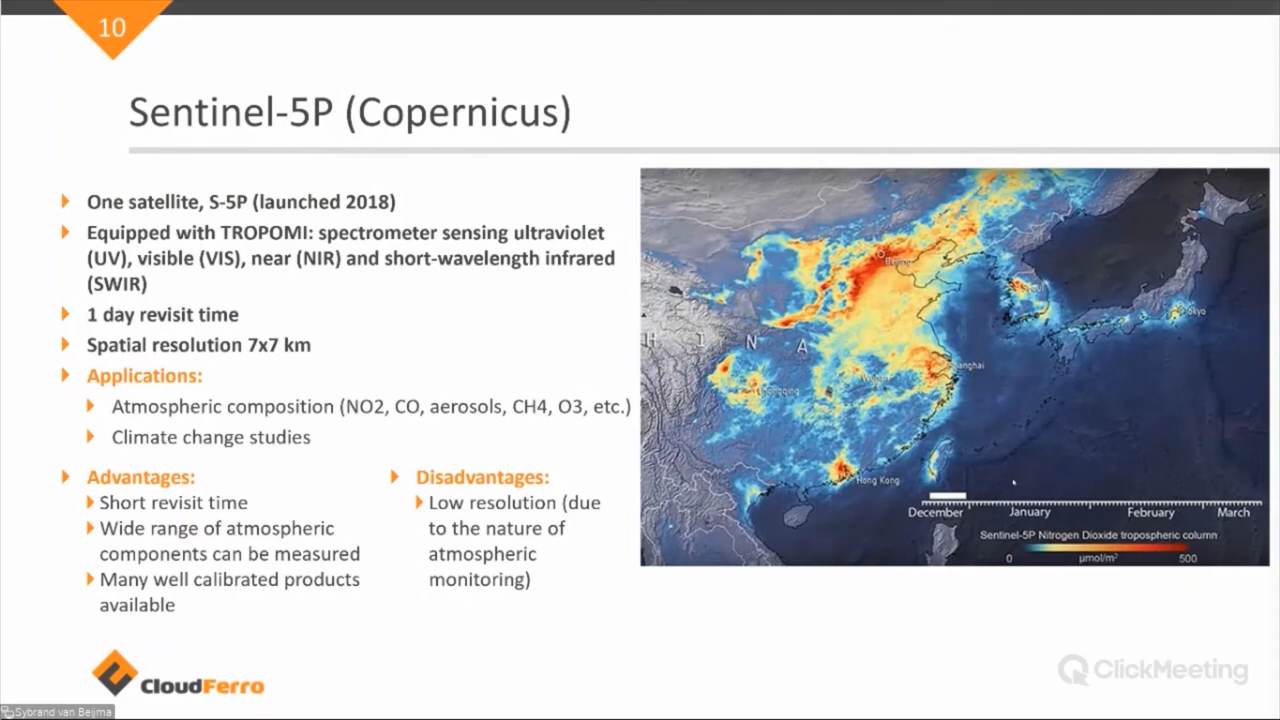 10
Sentinel-5P (Copernicus)
One satellite, S-5P (launched 2018)
Equipped with TROPOMI: spectrometer sensing ultraviolet
(UV), visible (VIS), near (NIR) and short-wavelength infrared
(SWIR)
1 day revisit time
Spatial resolution 7x7 km
Applications:
Atmospheric composition (NO2, CO, aerosols, CH4, O3, etc.)
Climate change studies
Advantages:
Short revisit time
Wide range of atmospheric
components can be measured
Many well calibrated products
available
Disadvantages:
Low resolution (due
to the nature of
atmospheric
monitoring)
Beijing
Seoul
Tokyo
H I N A
Shanghai
Wuhan
Chongqing
Hong Kong
December January February March
Sentinel-5P Nitrogen Dioxide tropospheric column
0 μmol/m² 500
CloudFerro
ClickMeeting
Sybrand van Beijma